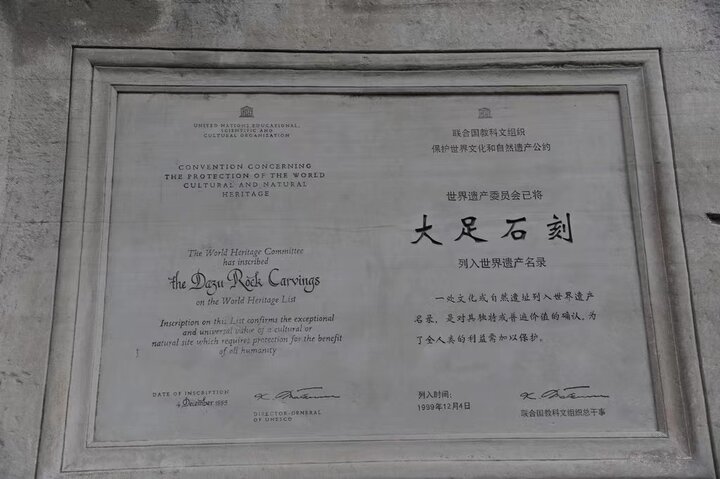 UNITED NATIONS EDUCATIONAL,
SCIENTIFIC AND
CULTURAL ORGANISATION
CONVENTION CONCERNING
THE PROTECTION OF THE WORLD
CULTURAL AND NATURAL
HERITAGE
The World Heritage Committee
has inscribed
the Dazu Rock Carvings
on the World Heritage List
Inscription on this List confirms the exceptional
and universal value of a cultural or
natural site which requires protection for the benefit
of all humanity
DATE OF INSCRIPTION
4 December 1999
DIRECTOR-GENERAL
OF UNESCO
联合国教科文组织
保护世界文化和自然遗产公约
世界遗产委员会已将
大足石刻
列入世界遗产名录
一处文化或自然遗址列入世界遗产
名录，是对其独特或普遍价值的确认，为
了全人类的利益需加以保护。
列入时间：
1999年12月4日
联合国教科文组织总干事